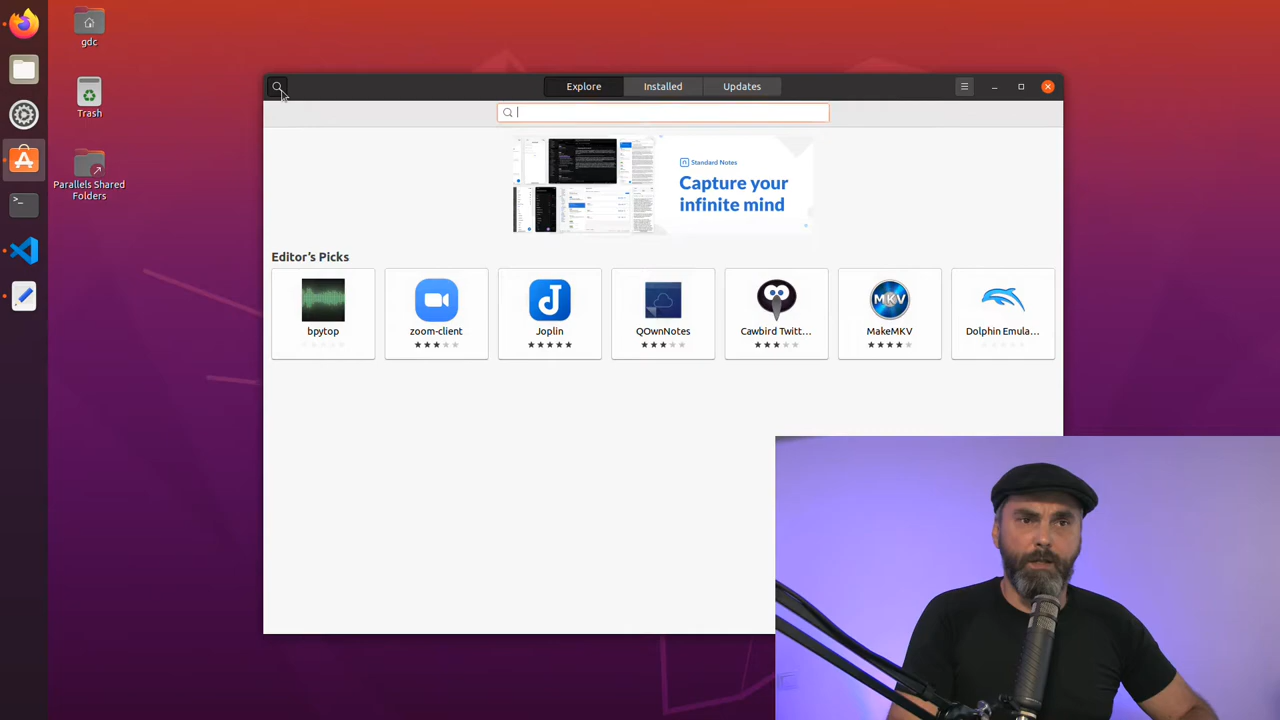 gdc
Trash
Parallels Shared
Folders
Explore
Installed
Updates
Standard Notes
Capture your
infinite mind
Editor's Picks
bpytop
zoom-client
Joplin
QOwnNotes
Cawbird Twitt...
MakeMKV
Dolphin Emula...
MKV